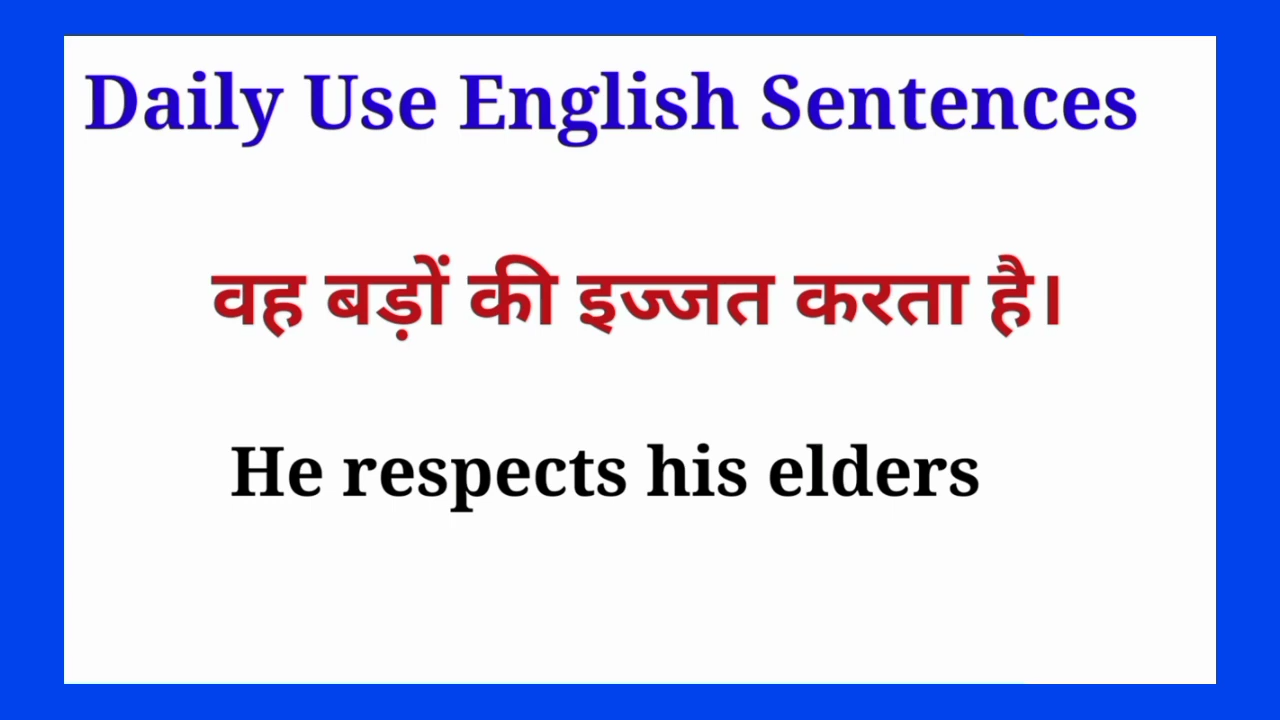 Daily Use English Sentences
वह बड़ों की इज्जत करता है।
He respects his elders